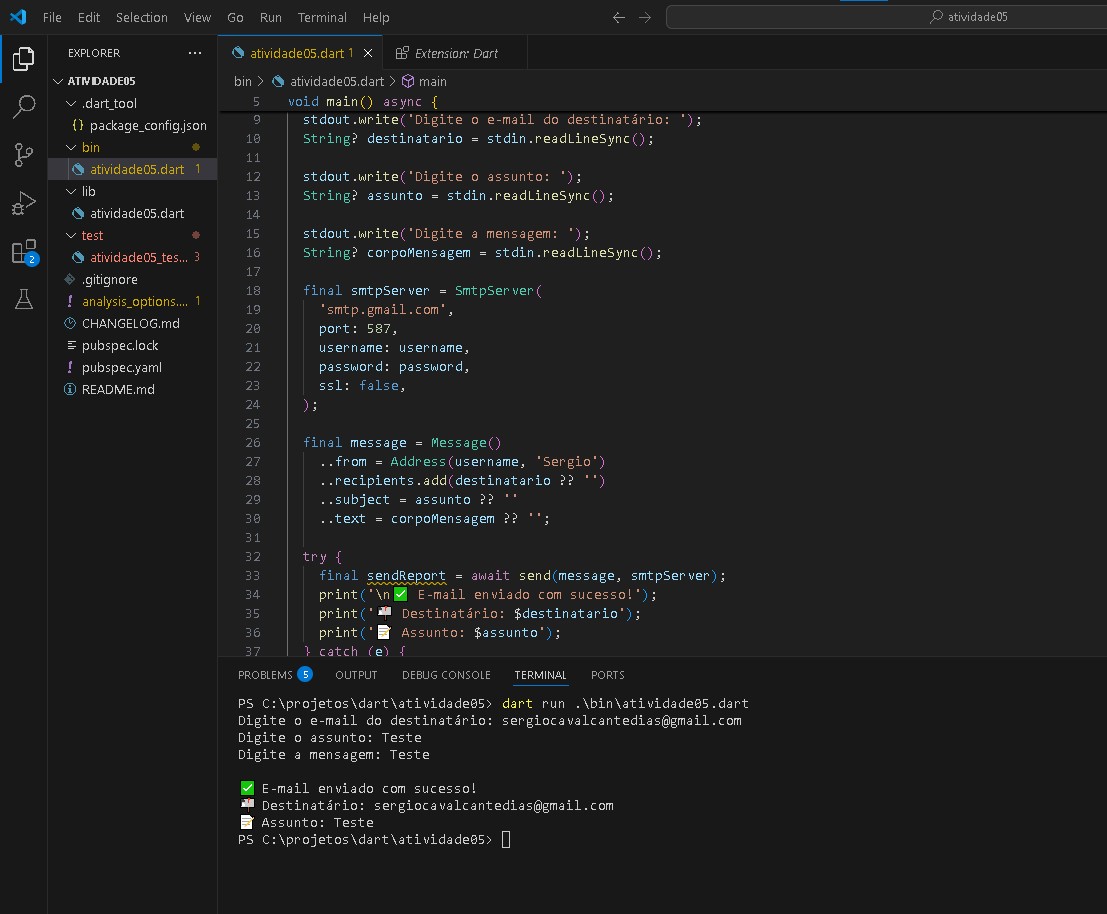 File Edit Selection View Go Run Terminal Help
atividade05
EXPLORER
ATIVIDADE05
.dart_tool
{} package_config.json
bin
atividade05.dart 1
lib
atividade05.dart
test
atividade05_tes... 3
.gitignore
! analysis_options.... 1
CHANGELOG.md
pubspec.lock
! pubspec.yaml
README.md
2
atividade05.dart 1
Extension: Dart
bin > atividade05.dart > main
5 void main() async {
9 stdout.write('Digite o e-mail do destinatário: ');
10 String? destinatario = stdin.readLineSync();
11
12 stdout.write('Digite o assunto: ');
13 String? assunto = stdin.readLineSync();
14
15 stdout.write('Digite a mensagem: ');
16 String? corpoMensagem = stdin.readLineSync();
17
18 final smtpServer = SmtpServer(
19 'smtp.gmail.com',
20 port: 587,
21 username: username,
22 password: password,
23 ssl: false,
24 );
25
26 final message = Message()
27 ..from = Address(username, 'Sergio')
28 ..recipients.add(destinatario ?? '')
29 ..subject = assunto ?? ''
30 ..text = corpoMensagem ?? '';
31
32 try {
33 final sendReport = await send(message, smtpServer);
34 print('\n✅ E-mail enviado com sucesso!');
35 print('📬 Destinatário: $destinatario');
36 print('📝 Assunto: $assunto');
37 } catch (e) {
PROBLEMS 5 OUTPUT DEBUG CONSOLE TERMINAL PORTS
PS C:\projetos\dart\atividade05> dart run .\bin\atividade05.dart
Digite o e-mail do destinatário: sergiocavalcantedias@gmail.com
Digite o assunto: Teste
Digite a mensagem: Teste
✅ E-mail enviado com sucesso!
📬 Destinatário: sergiocavalcantedias@gmail.com
📝 Assunto: Teste
PS C:\projetos\dart\atividade05>